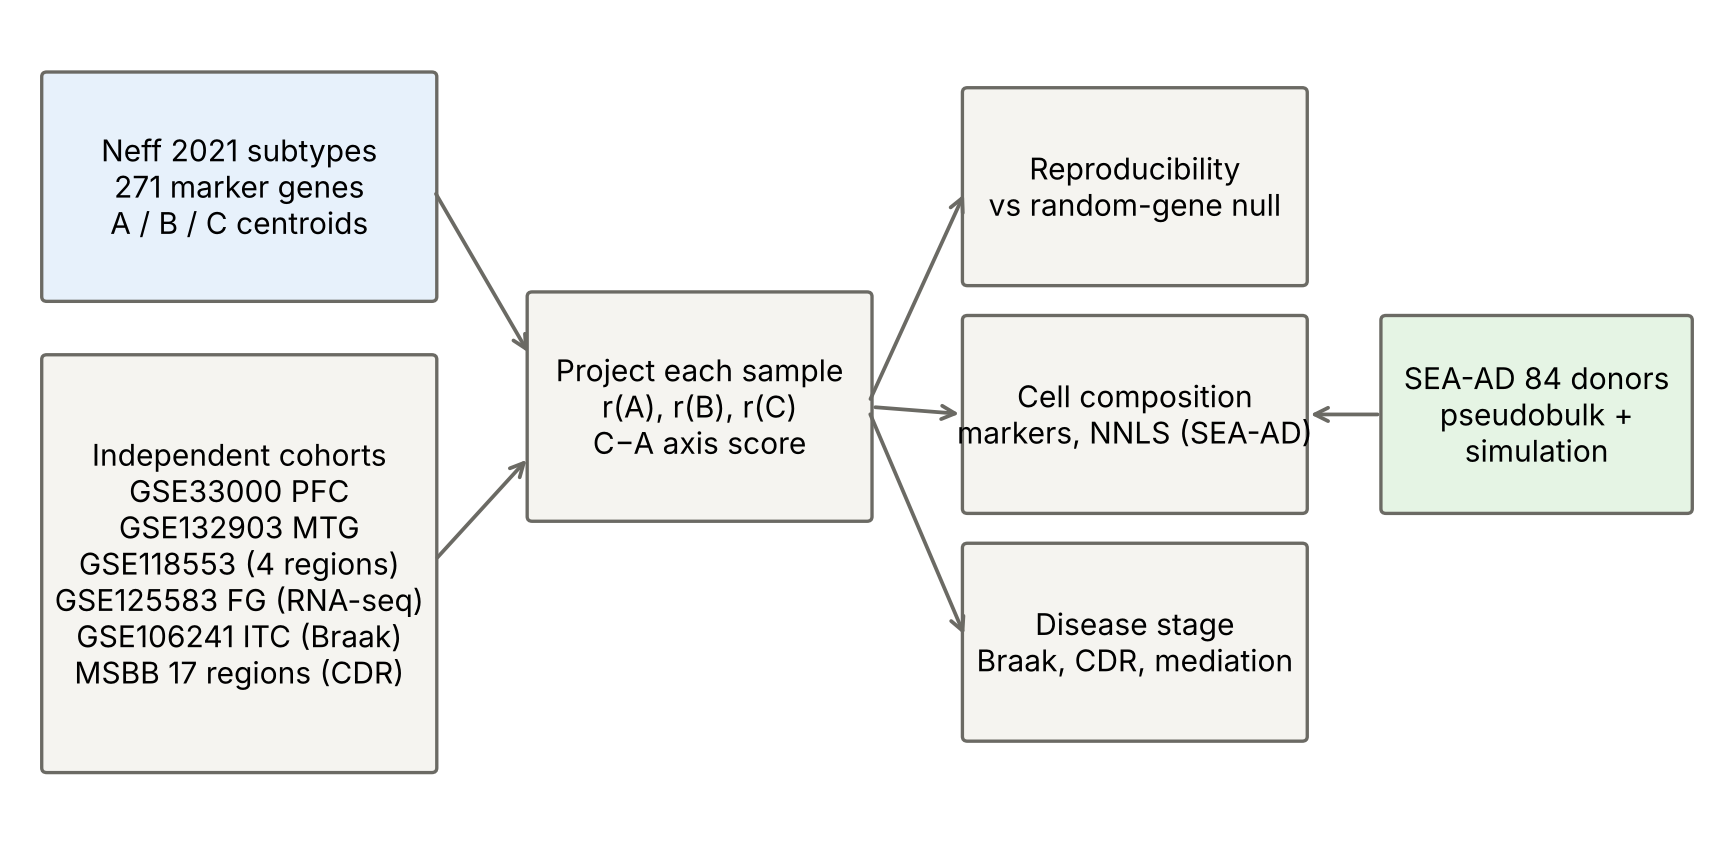 Neff 2021 subtypes
271 marker genes
A / B / C centroids
Independent cohorts
GSE33000 PFC
GSE132903 MTG
GSE118553 (4 regions)
GSE125583 FG (RNA-seq)
GSE106241 ITC (Braak)
MSBB 17 regions (CDR)
Project each sample
r(A), r(B), r(C)
C−A axis score
Reproducibility
vs random-gene null
Cell composition
markers, NNLS (SEA-AD)
Disease stage
Braak, CDR, mediation
SEA-AD 84 donors
pseudobulk +
simulation